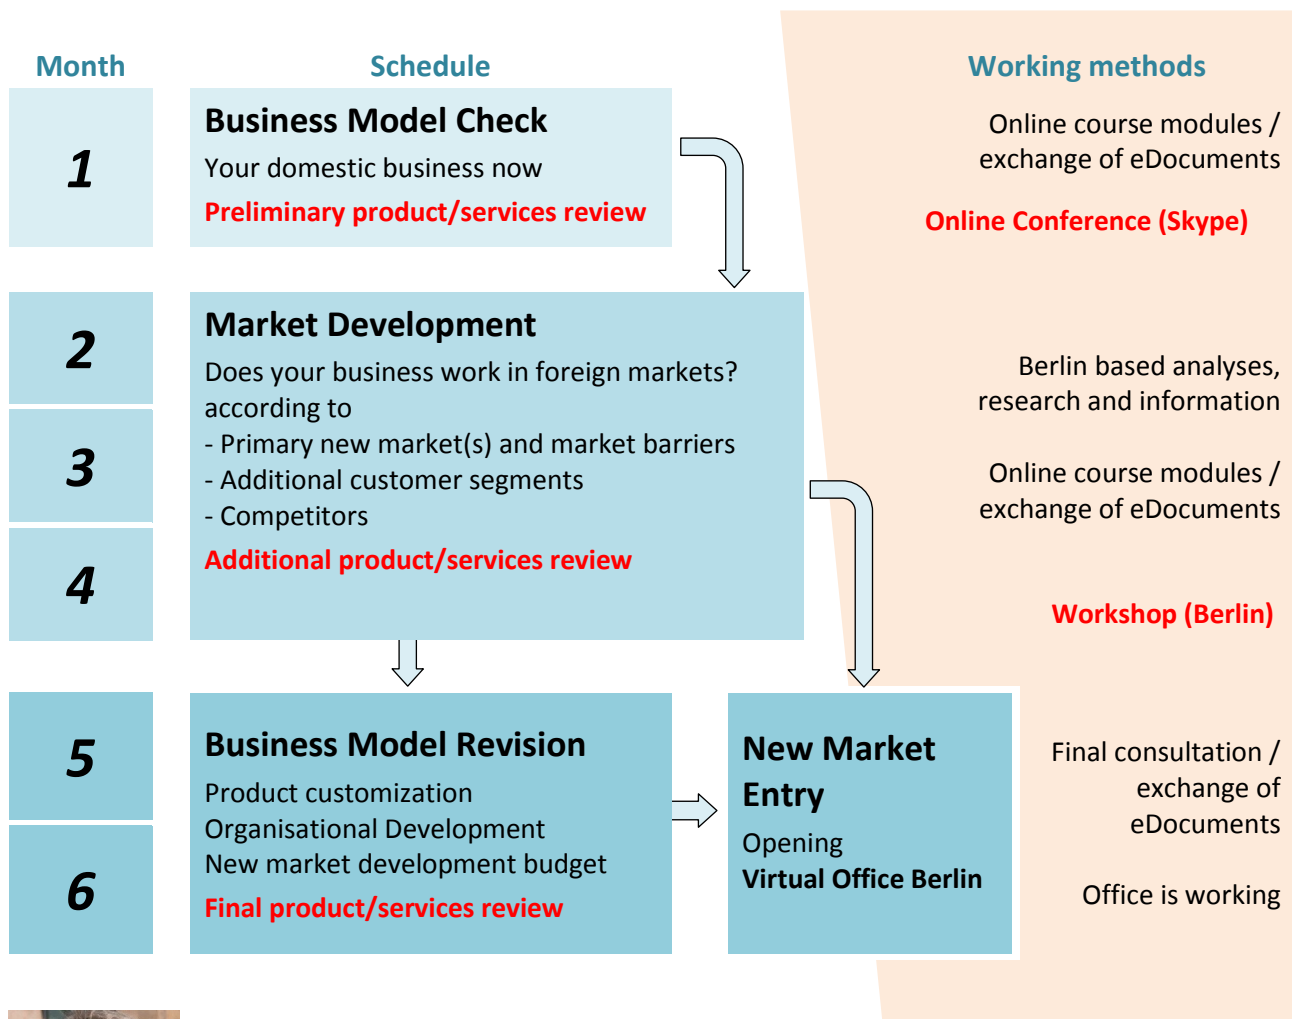 Month
Schedule
Working methods
1
Business Model Check
Your domestic business now
Preliminary product/services review
Online course modules /
exchange of eDocuments
Online Conference (Skype)
2
3
4
Market Development
Does your business work in foreign markets?
according to
- Primary new market(s) and market barriers
- Additional customer segments
- Competitors
Additional product/services review
Berlin based analyses,
research and information
Online course modules /
exchange of eDocuments
Workshop (Berlin)
5
6
Business Model Revision
Product customization
Organisational Development
New market development budget
Final product/services review
New Market
Entry
Opening
Virtual Office Berlin
Final consultation /
exchange of
eDocuments
Office is working